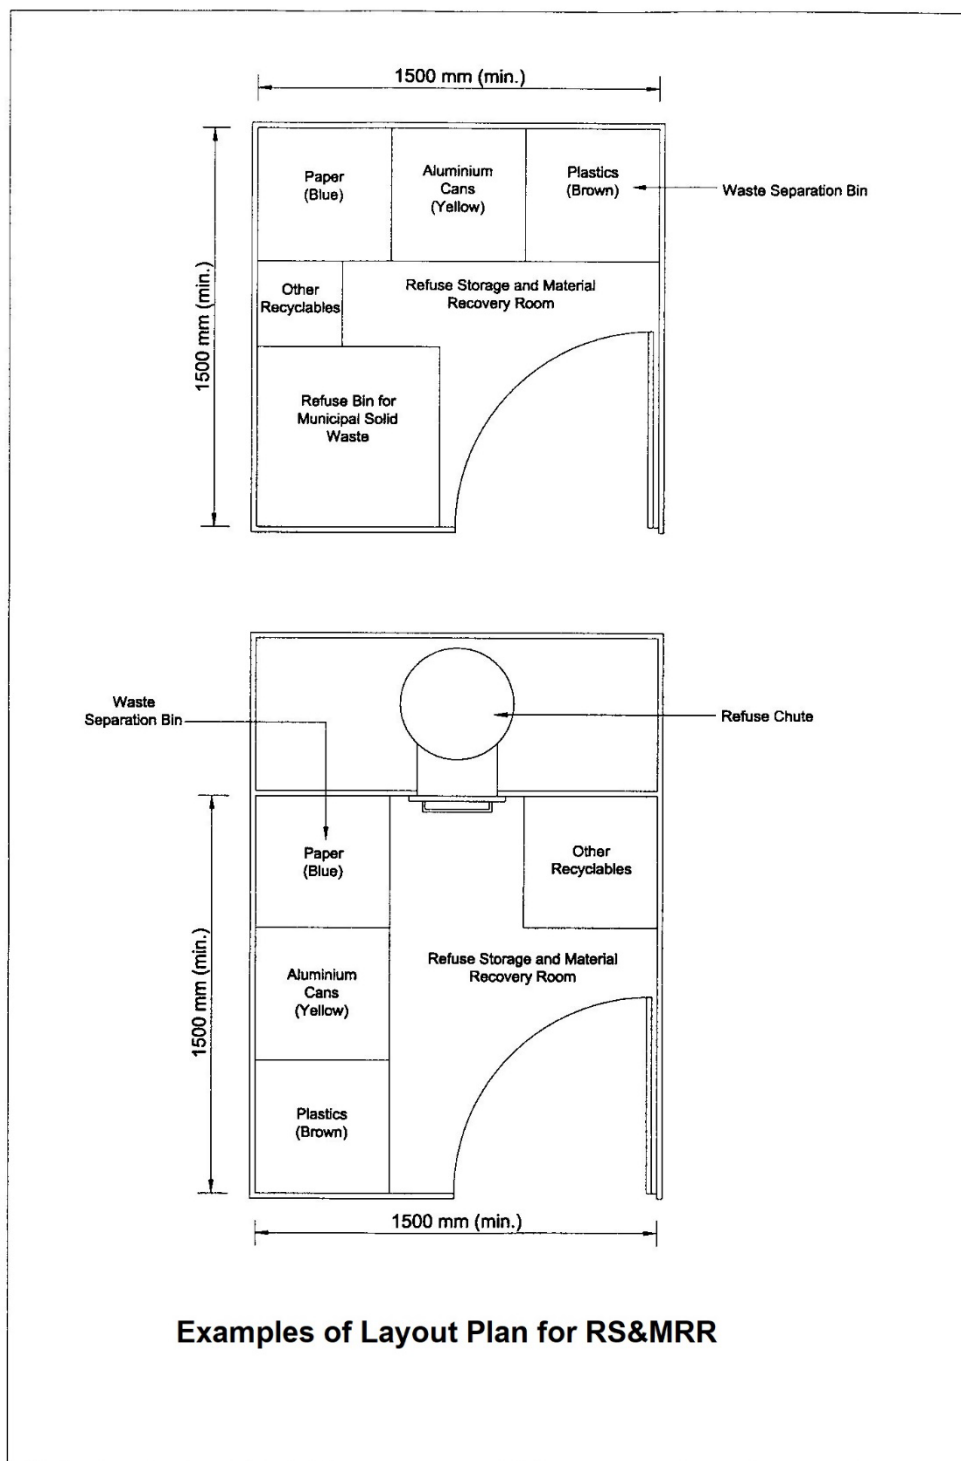 1500 mm (min.)
Paper
(Blue)
Aluminium
Cans
(Yellow)
Plastics
(Brown)
Waste Separation Bin
1500 mm (min.)
Other
Recyclables
Refuse Storage and Material
Recovery Room
Refuse Bin for
Municipal Solid
Waste
Waste
Separation Bin
Refuse Chute
1500 mm (min.)
Paper
(Blue)
Other
Recyclables
Aluminium
Cans
(Yellow)
Refuse Storage and Material
Recovery Room
Plastics
(Brown)
1500 mm (min.)
Examples of Layout Plan for RS&MRR